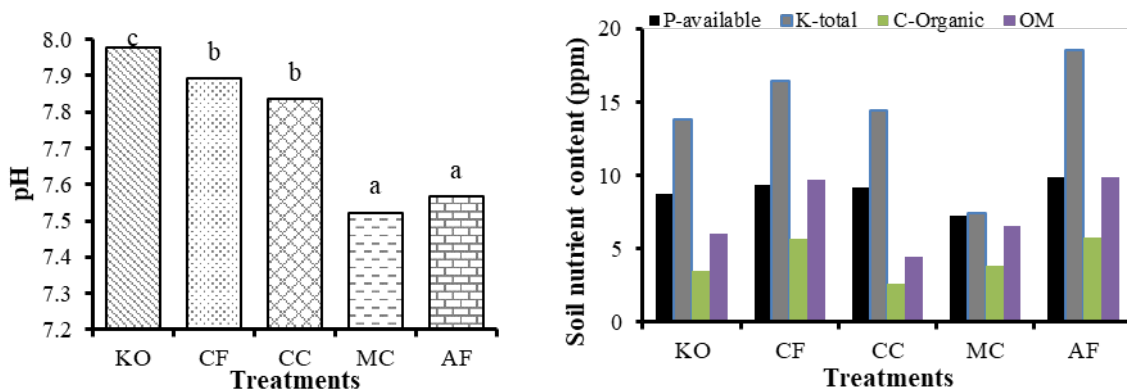 8.0
7.9
7.8
7.7
7.6
7.5
7.4
7.3
7.2
pH
c
b
b
a
a
KO CF CC MC AF
Treatments
P-available K-total C-Organic OM
20
15
10
5
0
Soil nutrient content (ppm)
KO CF CC MC AF
Treatments